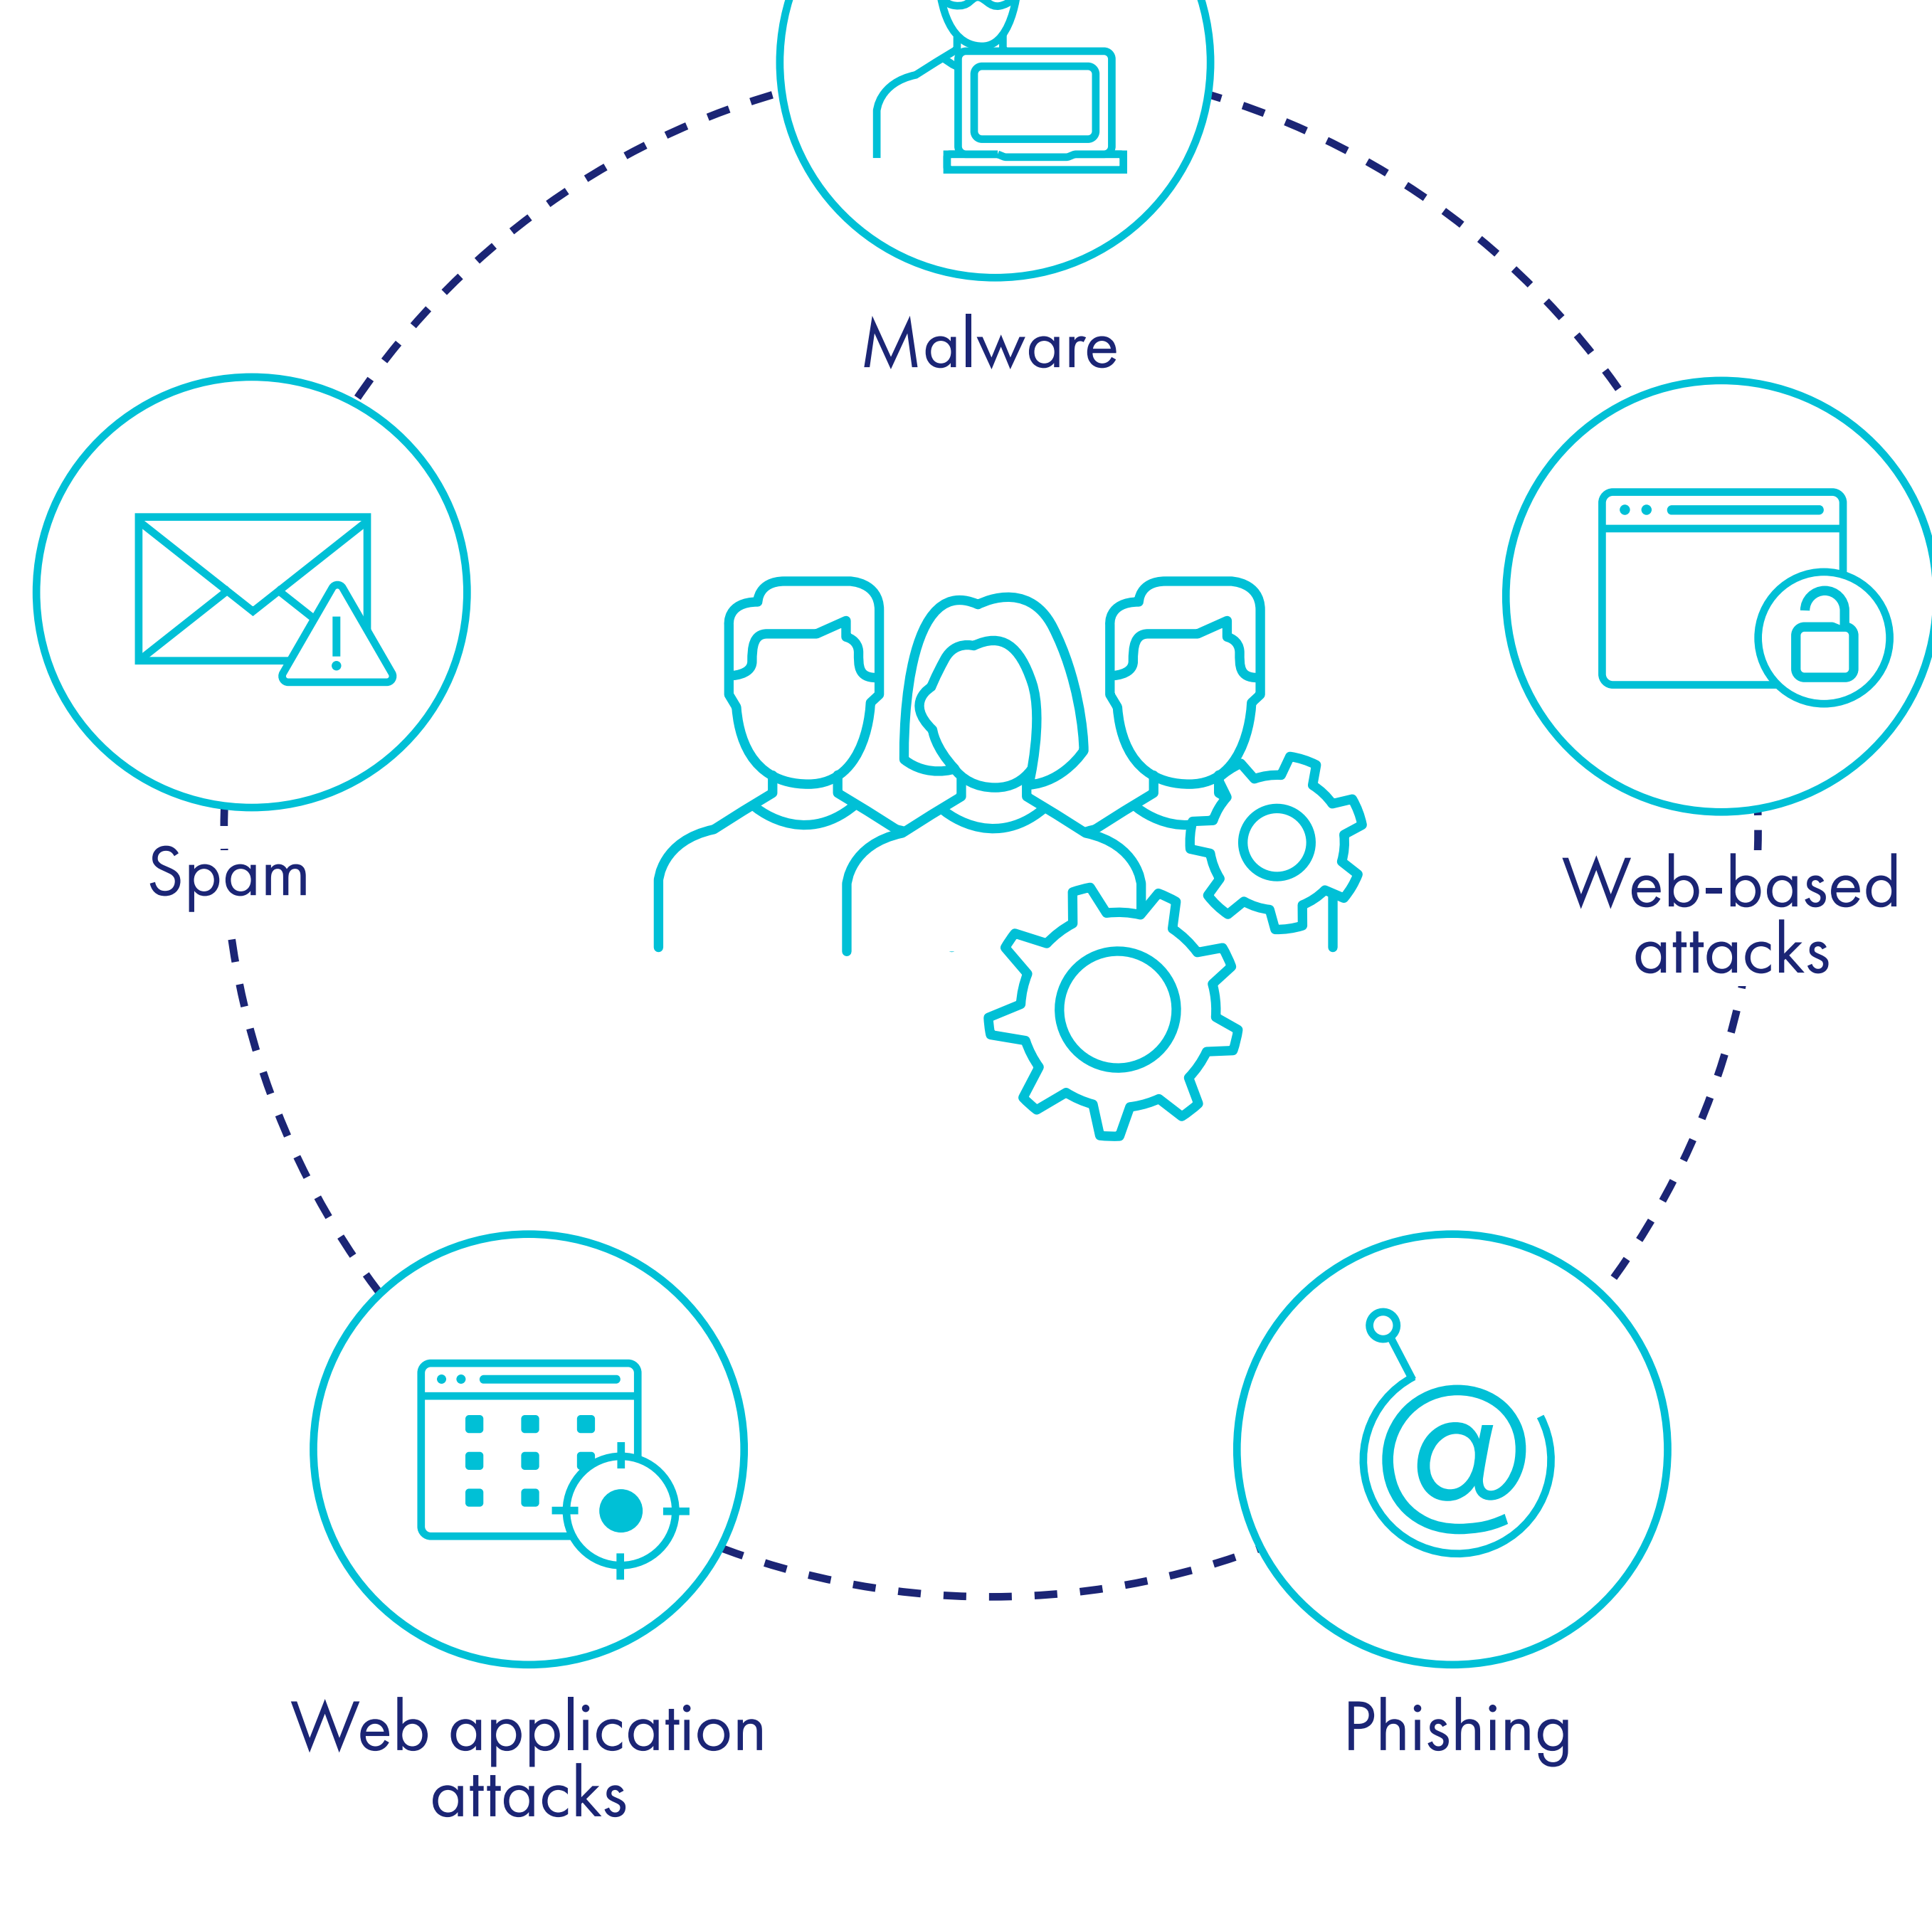 Malware
Spam
Web-based
attacks
Web application
attacks
Phishing